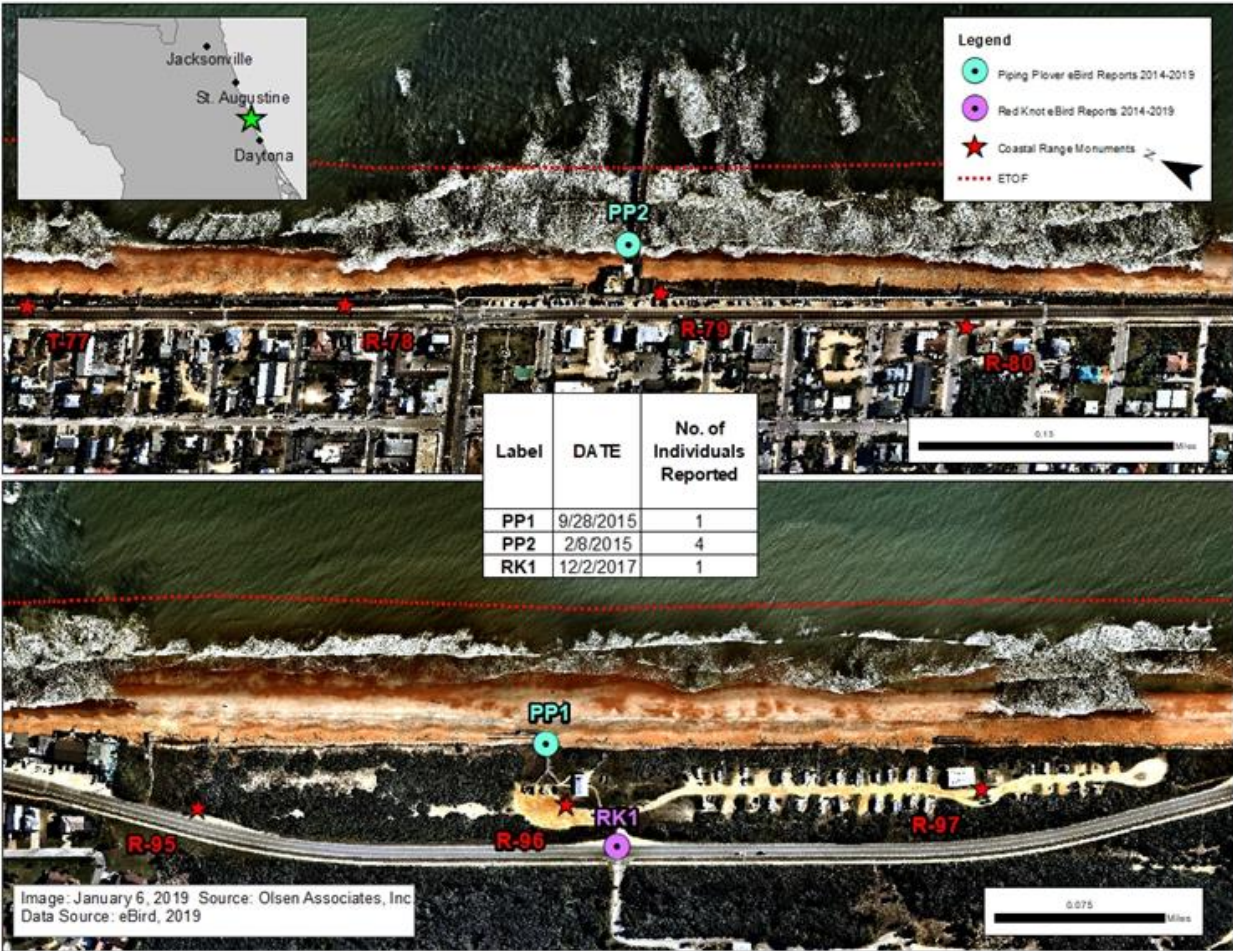 Jacksonville
St. Augustine
Daytona
Legend
Piping Plover eBird Reports 2014-2019
Red Knot eBird Reports 2014-2019
Coastal Range Monuments
N
ETOF
PP2
T-77
R-78
R-79
R-80
0.15
Miles
Label DATE No. of Individuals Reported
PP1 9/28/2015 1
PP2 2/8/2015 4
RK1 12/2/2017 1
PP1
R-95
R-96
RK1
R-97
Image: January 6, 2019 Source: Olsen Associates, Inc.
Data Source: eBird, 2019
0.075
Miles